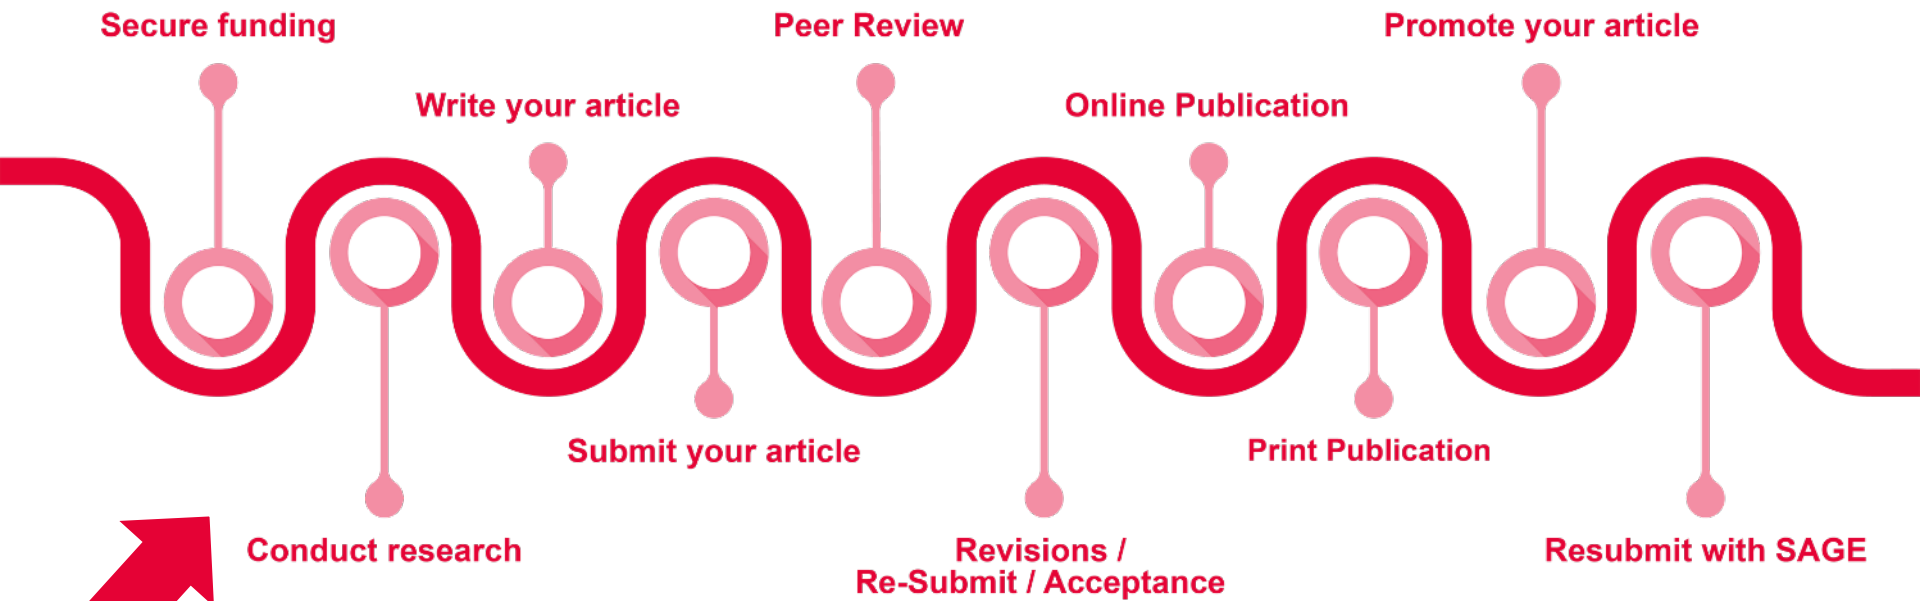 Secure funding
Conduct research
Write your article
Submit your article
Peer Review
Revisions /
Re-Submit / Acceptance
Online Publication
Print Publication
Promote your article
Resubmit with SAGE